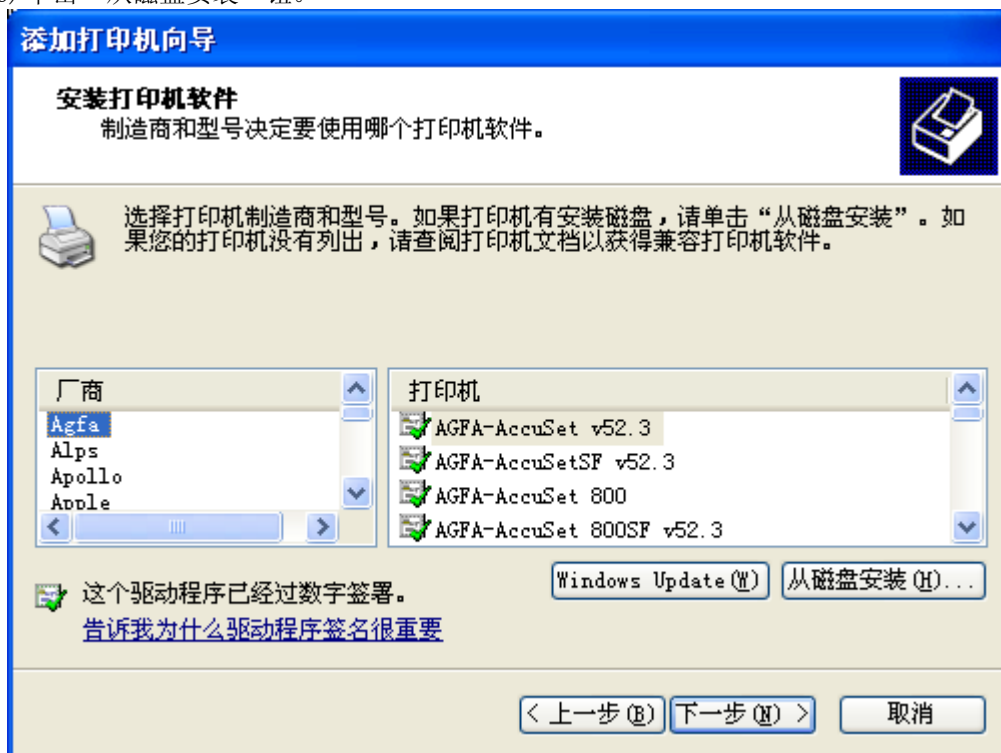 添加打印机向导
安装打印机软件
制造商和型号决定要使用哪个打印机软件。
选择打印机制造商和型号。如果打印机有安装磁盘，请单击“从磁盘安装”。如
果您的打印机没有列出，请查阅打印机文档以获得兼容打印机软件。
厂商
Agfa
Alps
Apollo
Apple
打印机
AGFA-AccuSet v52.3
AGFA-AccuSetSF v52.3
AGFA-AccuSet 800
AGFA-AccuSet 800SF v52.3
这个驱动程序已经过数字签署。
告诉我为什么驱动程序签名很重要
Windows Update(W) 从磁盘安装(H)...
< 上一步(B) 下一步(N) > 取消